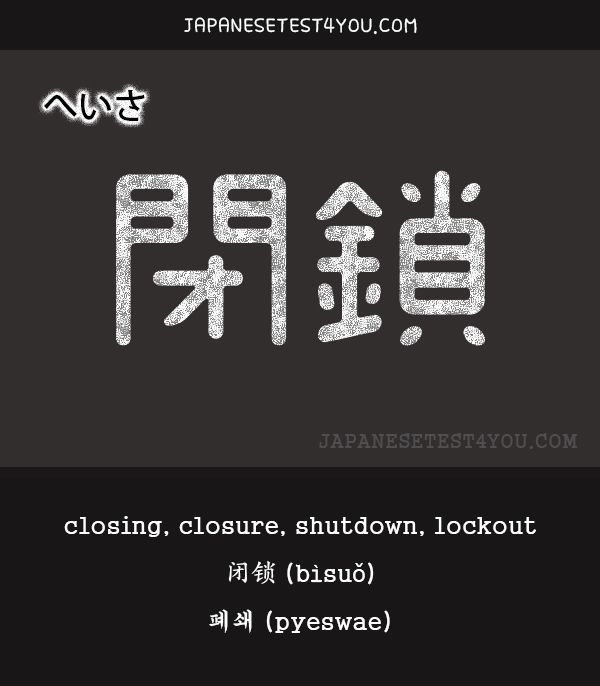 JAPANESETEST4YOU.COM
へいさ
閉鎖
JAPANESETEST4YOU.COM
closing, closure, shutdown, lockout
闭锁 (bìsuǒ)
폐쇄 (pyeswae)